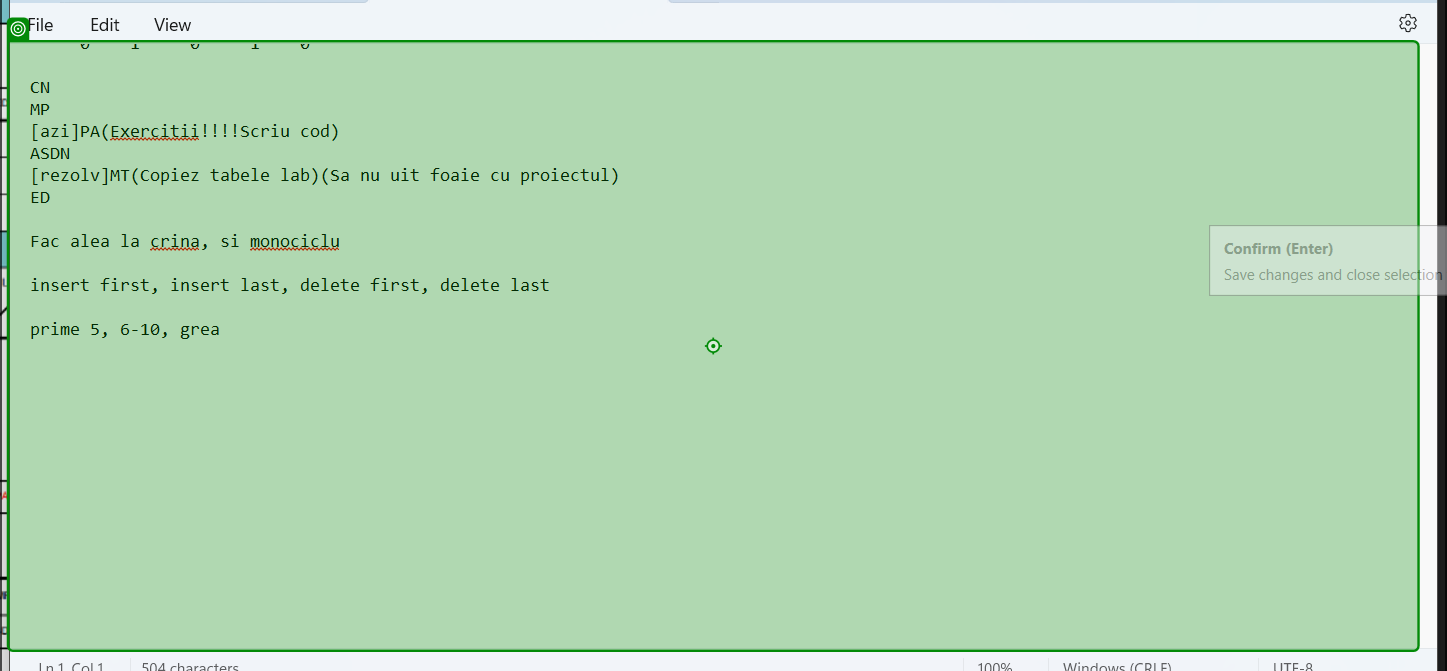 File Edit View
CN
MP
[azi]PA(Exercitii!!!!Scriu cod)
ASDN
[rezolv]MT(Copiez tabele lab)(Sa nu uit foaie cu proiectul)
ED
Fac alea la crina, si monociclu
Confirm (Enter)
Save changes and close selection
insert first, insert last, delete first, delete last
prime 5, 6-10, grea
Ln 1, Col 1 504 characters 100% Windows (CRLF) UTF-8